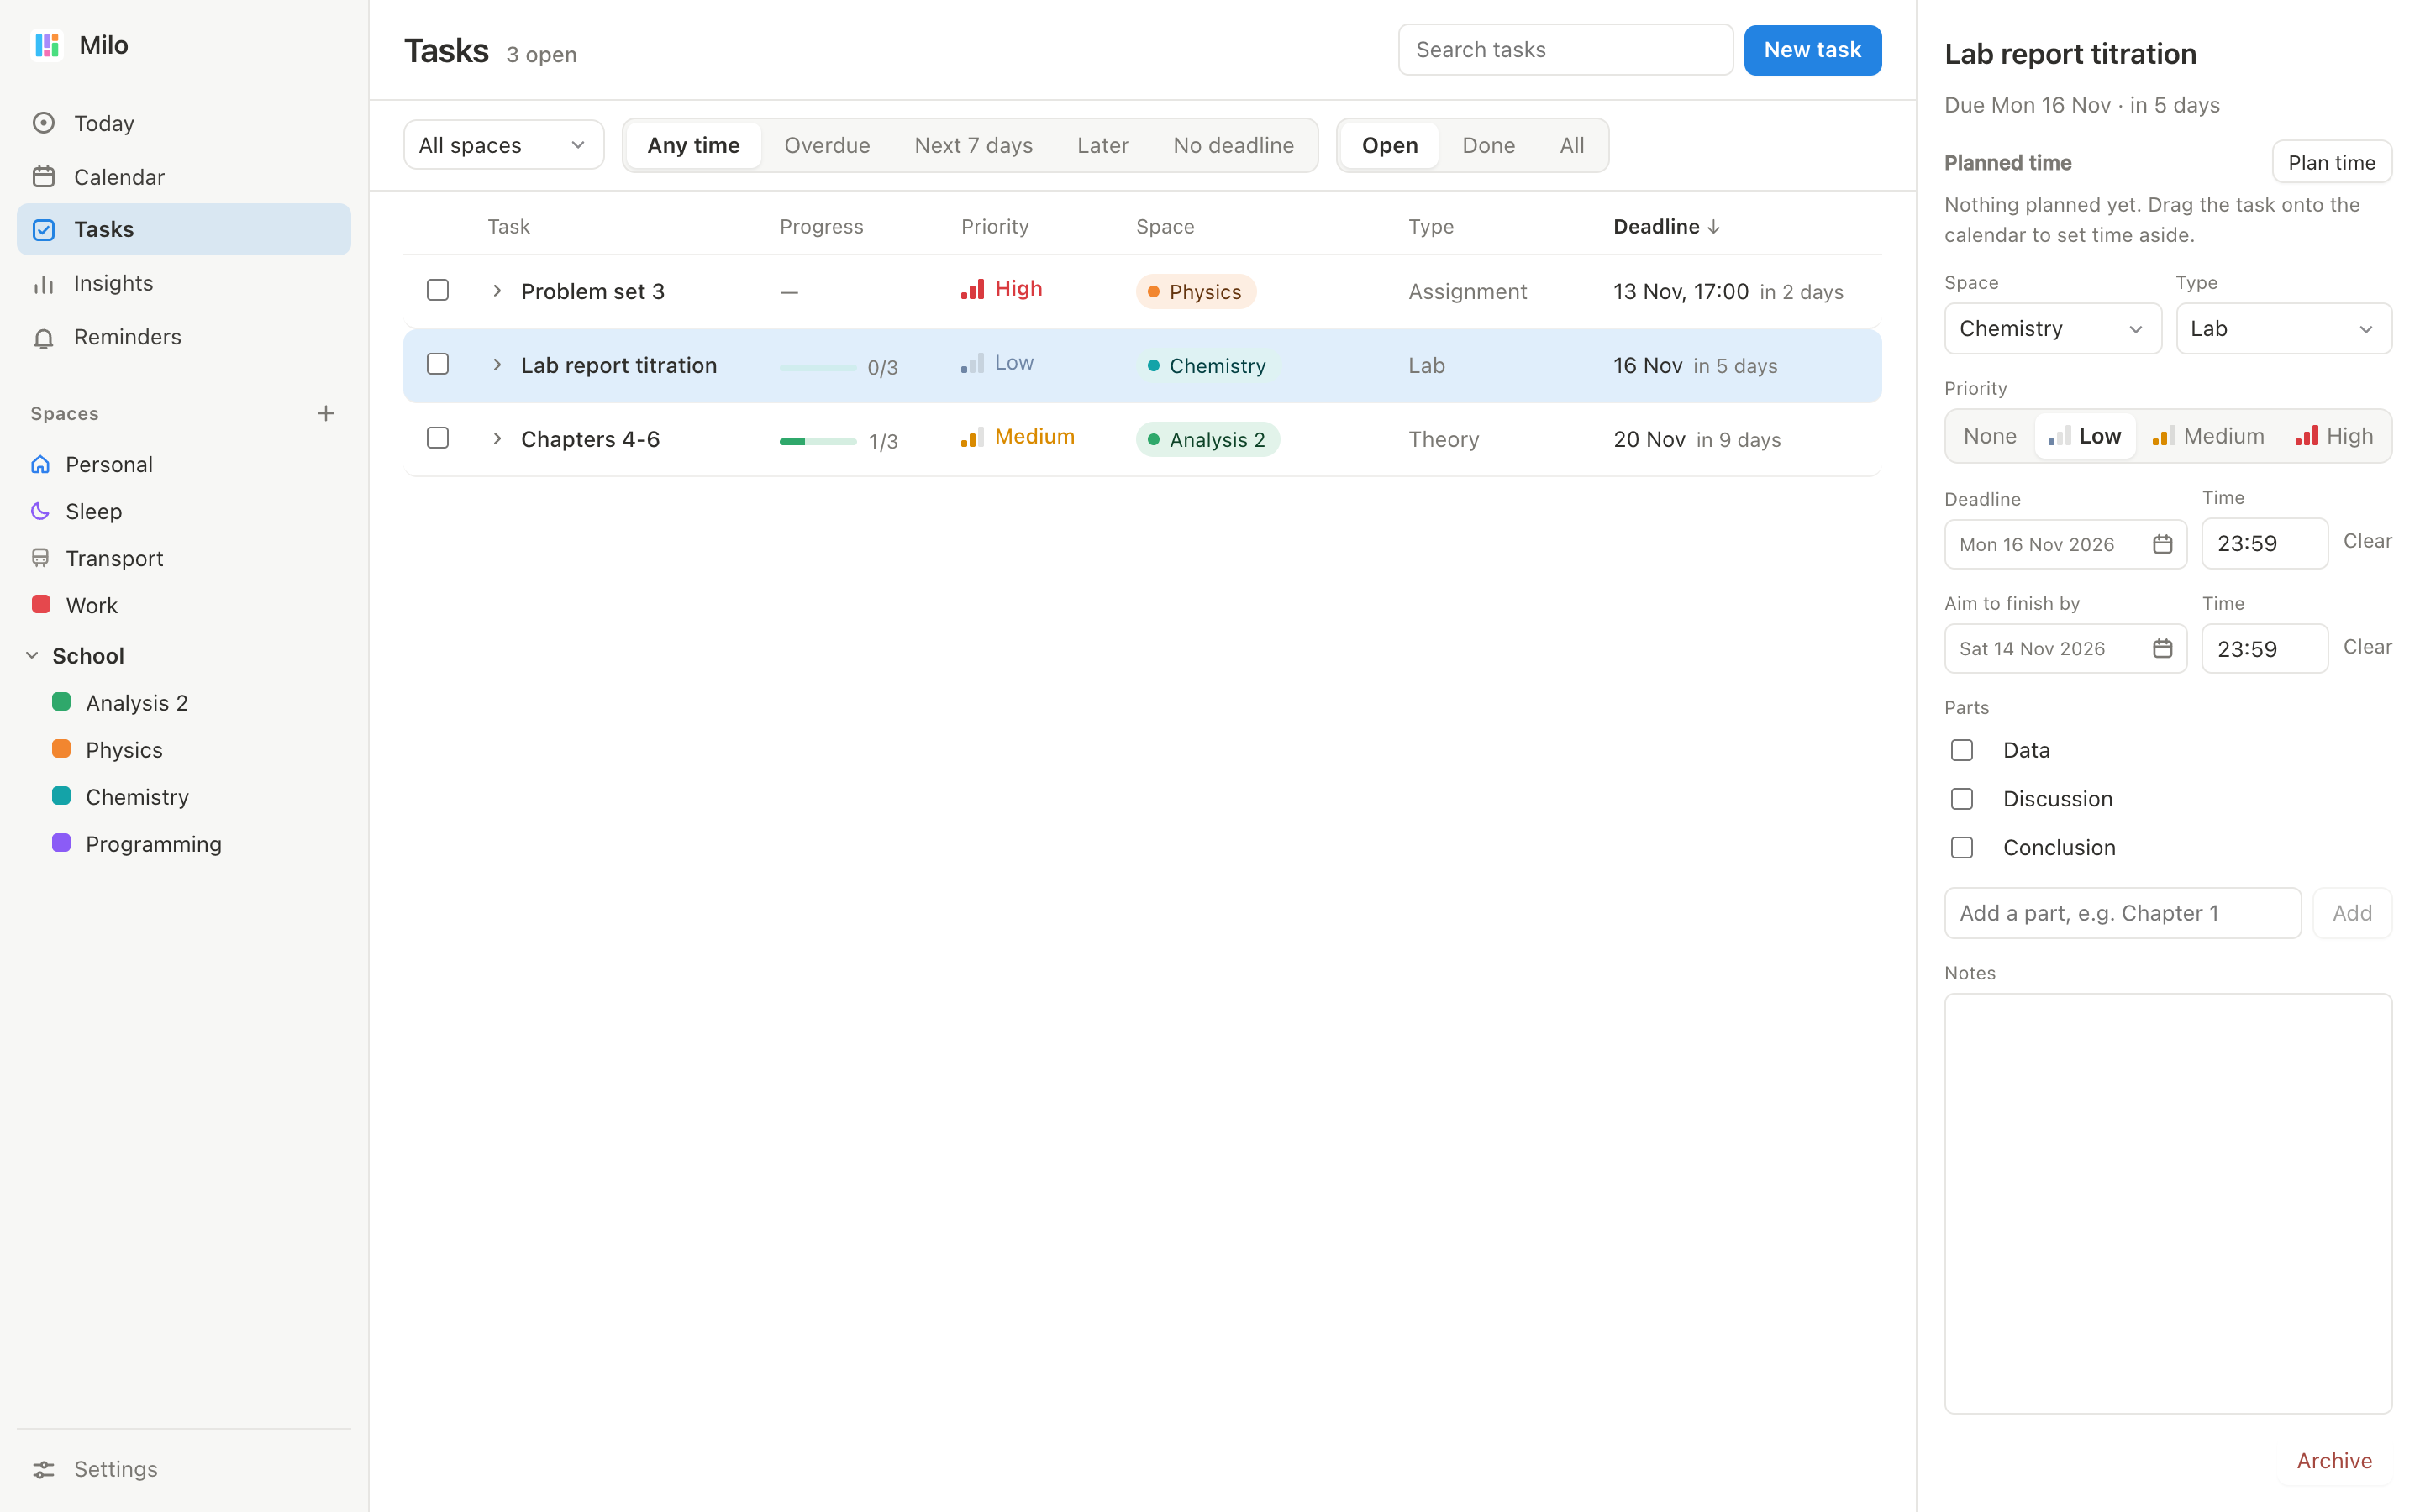 Milo
Today
Calendar
Tasks
Insights
Reminders
Spaces
Personal
Sleep
Transport
Work
School
Analysis 2
Physics
Chemistry
Programming
Settings
Tasks 3 open
Search tasks
New task
All spaces
Any time Overdue Next 7 days Later No deadline
Open Done All
Task Progress Priority Space Type Deadline ↓
Problem set 3 — High Physics Assignment 13 Nov, 17:00 in 2 days
Lab report titration 0/3 Low Chemistry Lab 16 Nov in 5 days
Chapters 4-6 1/3 Medium Analysis 2 Theory 20 Nov in 9 days
Lab report titration
Due Mon 16 Nov · in 5 days
Planned time Plan time
Nothing planned yet. Drag the task onto the
calendar to set time aside.
Space Type
Chemistry Lab
Priority
None Low Medium High
Deadline Time
Mon 16 Nov 2026 23:59 Clear
Aim to finish by Time
Sat 14 Nov 2026 23:59 Clear
Parts
Data
Discussion
Conclusion
Add a part, e.g. Chapter 1 Add
Notes
Archive